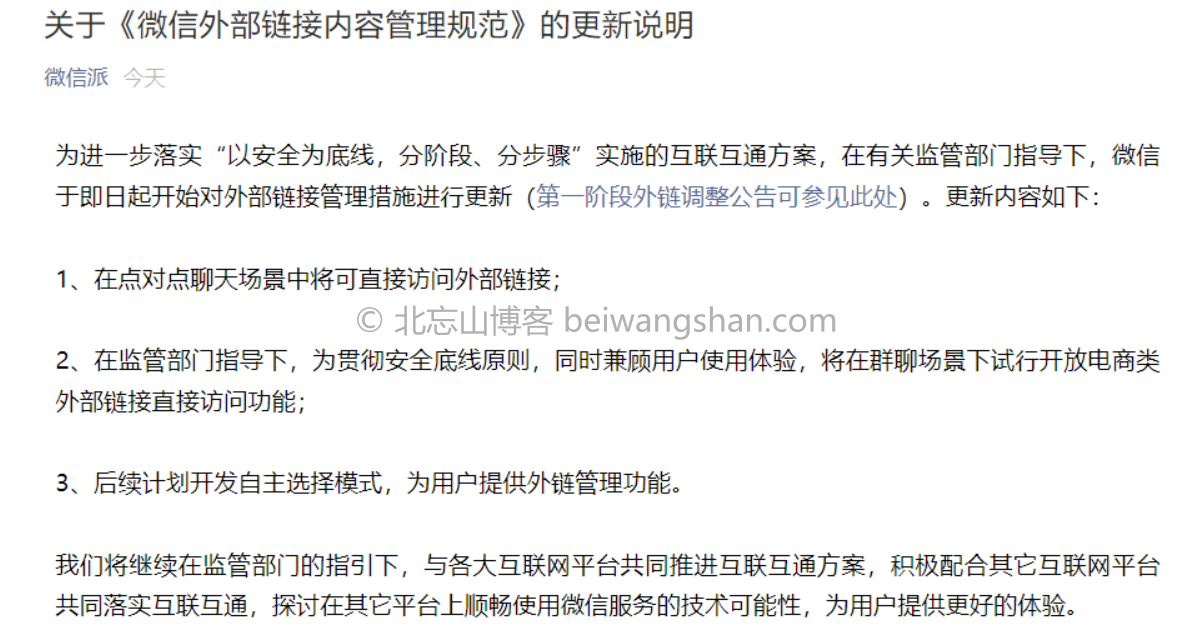 关于《微信外部链接内容管理规范》的更新说明
微信派 今天
为进一步落实“以安全为底线，分阶段、分步骤”实施的互联互通方案，在有关监管部门指导下，微信
于即日起开始对外部链接管理措施进行更新（第一阶段外链调整公告可参见此处）。更新内容如下：
1、在点对点聊天场景中将可直接访问外部链接；
© 北忘山博客 beiwangshan.com
2、在监管部门指导下，为贯彻安全底线原则，同时兼顾用户使用体验，将在群聊场景下试行开放电商类
外部链接直接访问功能；
3、后续计划开发自主选择模式，为用户提供外链管理功能。
我们将继续在监管部门的指引下，与各大互联网平台共同推进互联互通方案，积极配合其它互联网平台
共同落实互联互通，探讨在其它平台上顺畅使用微信服务的技术可能性，为用户提供更好的体验。